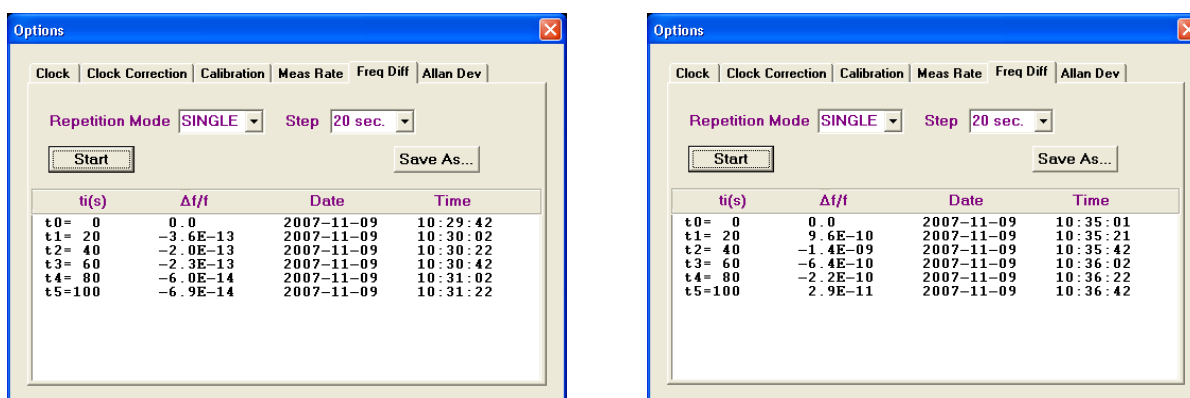 Options
Clock Clock Correction Calibration Meas Rate Freq Diff Allan Dev
Repetition Mode SINGLE Step 20 sec.
Start Save As...
ti(s) Δf/f Date Time
t0= 0 0.0 2007-11-09 10:29:42
t1= 20 -3.6E-13 2007-11-09 10:30:02
t2= 40 -2.0E-13 2007-11-09 10:30:22
t3= 60 -2.3E-13 2007-11-09 10:30:42
t4= 80 -6.0E-14 2007-11-09 10:31:02
t5=100 -6.9E-14 2007-11-09 10:31:22
Options
Clock Clock Correction Calibration Meas Rate Freq Diff Allan Dev
Repetition Mode SINGLE Step 20 sec.
Start Save As...
ti(s) Δf/f Date Time
t0= 0 0.0 2007-11-09 10:35:01
t1= 20 9.6E-10 2007-11-09 10:35:21
t2= 40 -1.4E-09 2007-11-09 10:35:42
t3= 60 -6.4E-10 2007-11-09 10:36:02
t4= 80 -2.2E-10 2007-11-09 10:36:22
t5=100 2.9E-11 2007-11-09 10:36:42